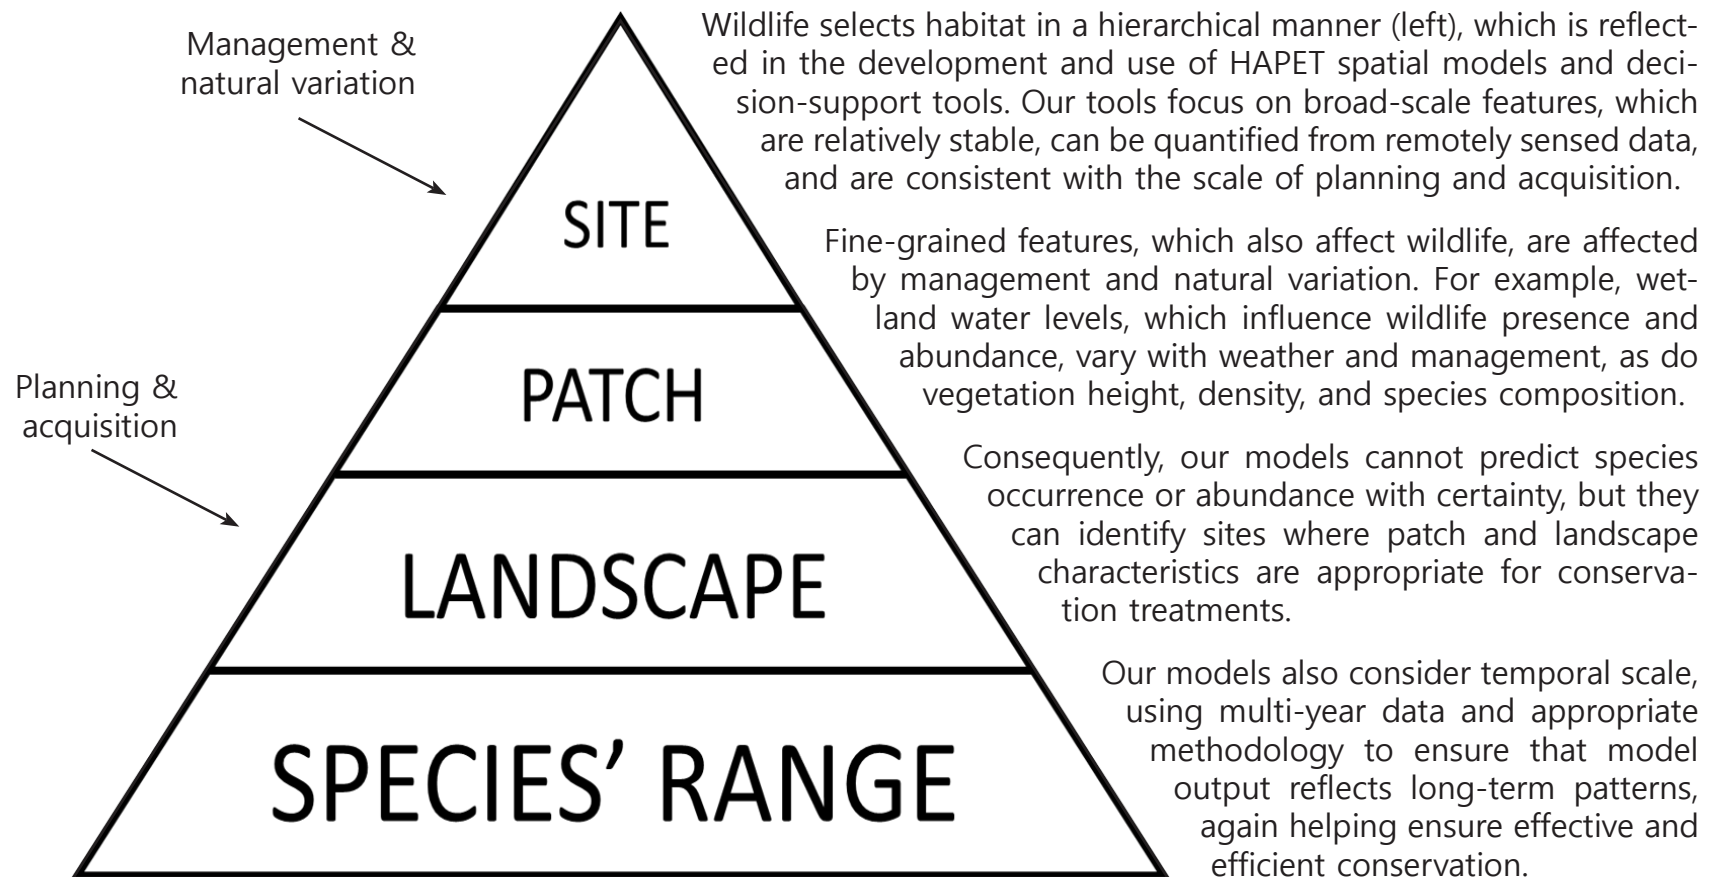 Management &
natural variation
Planning &
acquisition
SITE
PATCH
LANDSCAPE
SPECIES’ RANGE
Wildlife selects habitat in a hierarchical manner (left), which is reflect-
ed in the development and use of HAPET spatial models and deci-
sion-support tools. Our tools focus on broad-scale features, which
are relatively stable, can be quantified from remotely sensed data,
and are consistent with the scale of planning and acquisition.
Fine-grained features, which also affect wildlife, are affected
by management and natural variation. For example, wet-
land water levels, which influence wildlife presence and
abundance, vary with weather and management, as do
vegetation height, density, and species composition.
Consequently, our models cannot predict species
occurrence or abundance with certainty, but they
can identify sites where patch and landscape
characteristics are appropriate for conserva-
tion treatments.
Our models also consider temporal scale,
using multi-year data and appropriate
methodology to ensure that model
output reflects long-term patterns,
again helping ensure effective and
efficient conservation.